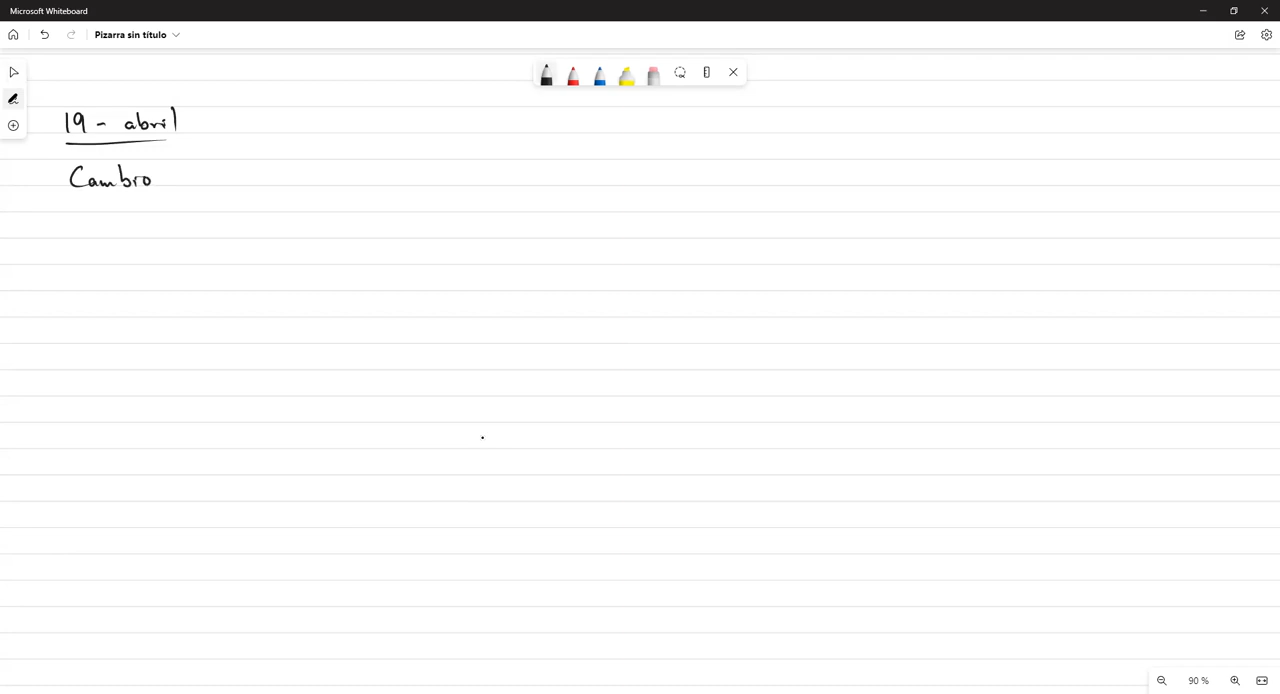 Microsoft Whiteboard
Pizarra sin título
19 - abril
Cambro
90 %